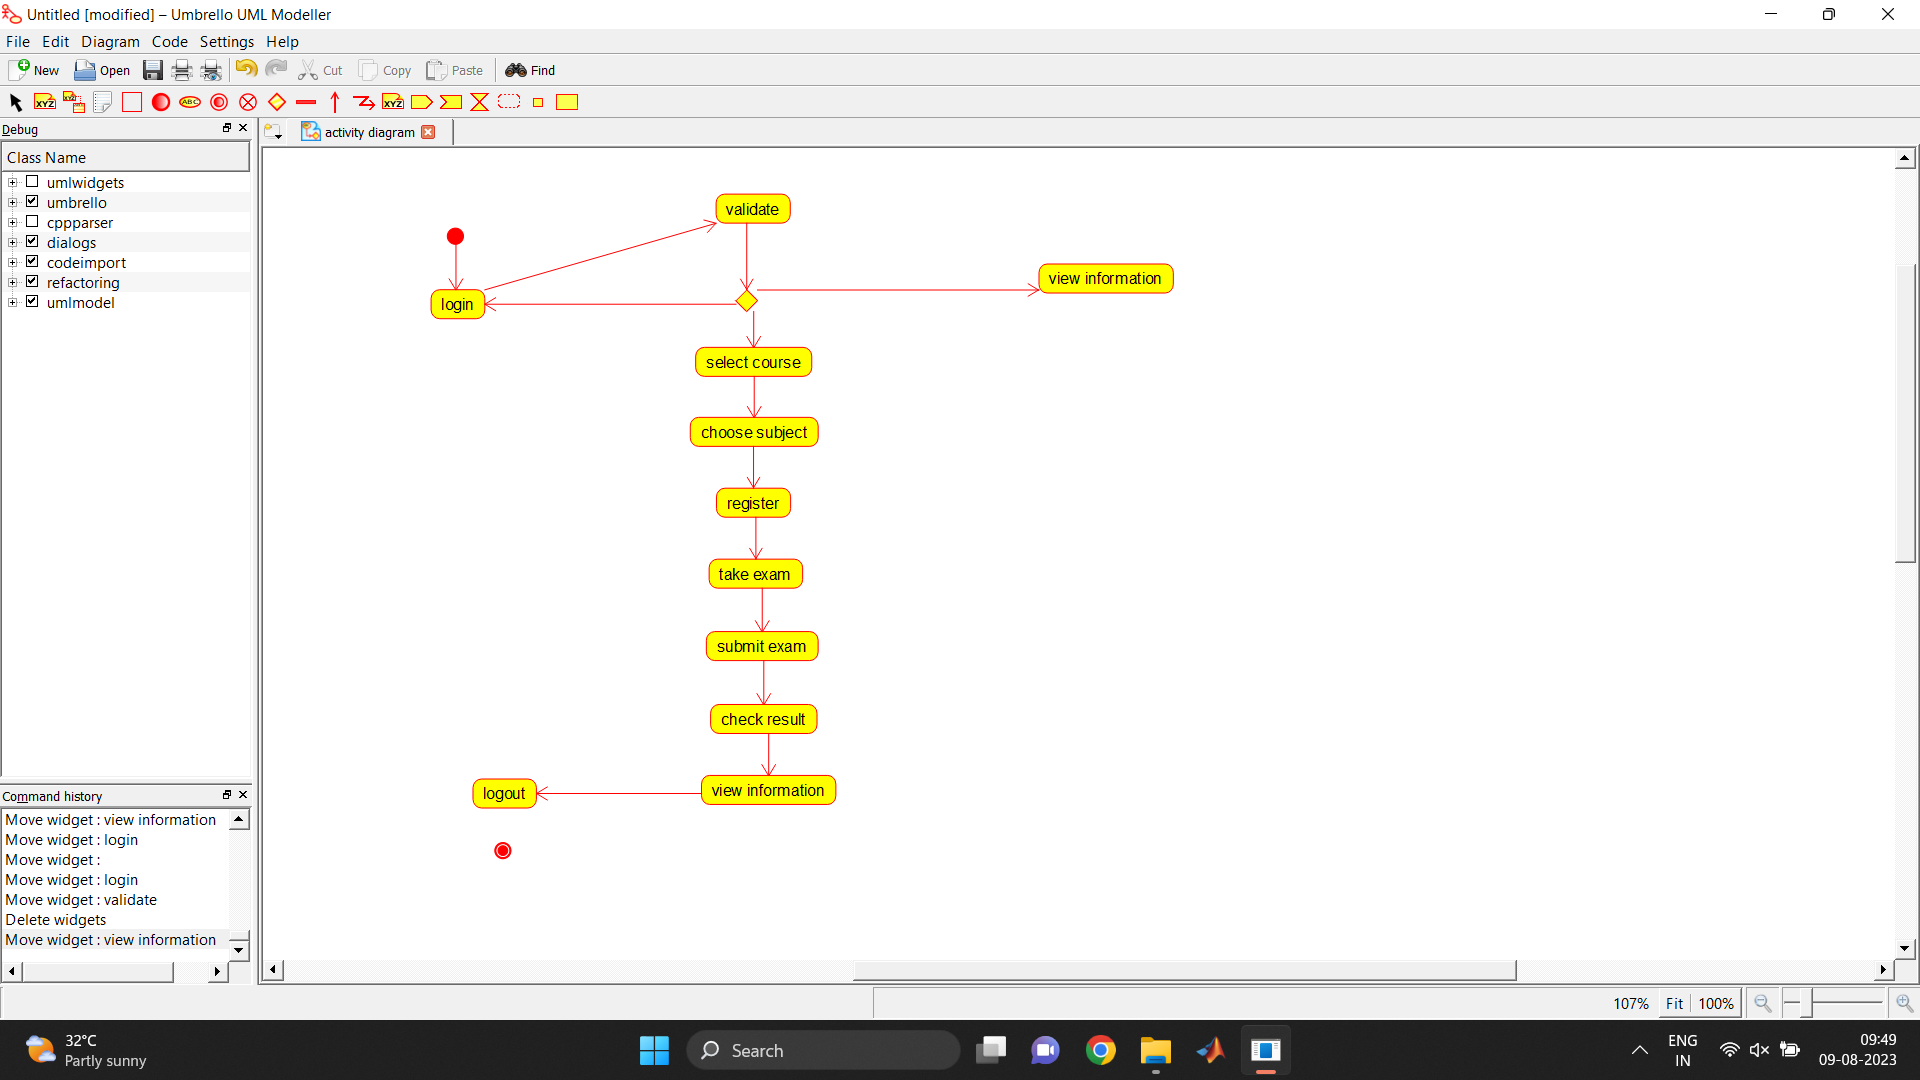 Untitled [modified] – Umbrello UML Modeller
File Edit Diagram Code Settings Help
New Open Cut Copy Paste Find
XYZ XYZ ABC XYZ
Debug
activity diagram
Class Name
umlwidgets
umbrello
cppparser
dialogs
codeimport
refactoring
umlmodel
validate
view information
login
select course
choose subject
register
take exam
submit exam
check result
view information
logout
Command history
Move widget : view information
Move widget : login
Move widget :
Move widget : login
Move widget : validate
Delete widgets
Move widget : view information
107% Fit 100%
32°C
Partly sunny
Search
ENG
IN
09:49
09-08-2023